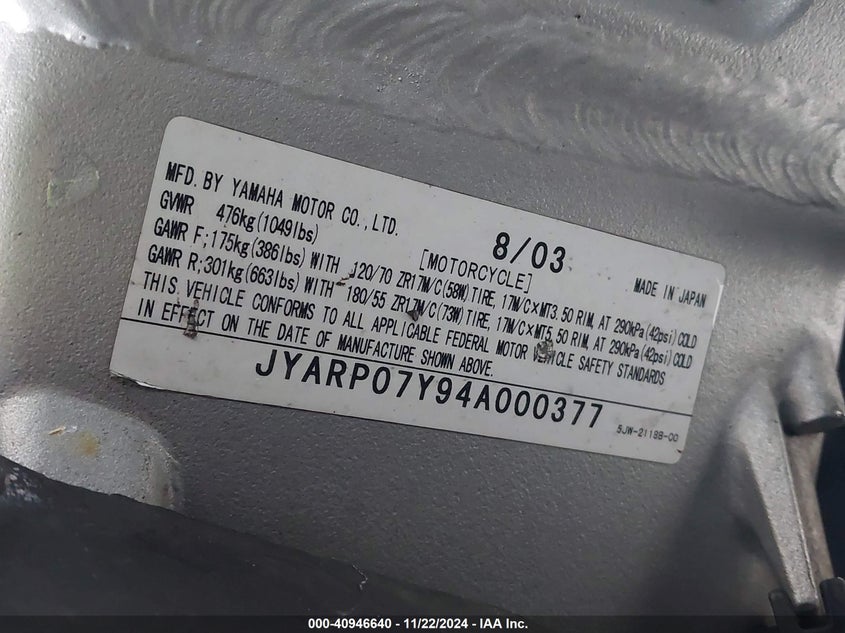 MFD. BY YAMAHA MOTOR CO., LTD. 8/03 MADE IN JAPAN
GVWR 476kg(1049lbs) [MOTORCYCLE]
GAWR F;175kg(386lbs) WITH 120/70 ZR17M/C(58W)TIRE, 17M/C×MT3.50 RIM, AT 290kPa(42psi)COLD
GAWR R;301kg(663lbs) WITH 180/55 ZR17M/C(73W)TIRE, 17M/C×MT5.50 RIM, AT 290kPa(42psi)COLD
THIS VEHICLE CONFORMS TO ALL APPLICABLE FEDERAL MOTOR VEHICLE SAFETY STANDARDS
IN EFFECT ON THE DATE OF MANUFACTURE SHOWN ABOVE.
JYARP07Y94A000377
5JW-2118B-00
000-40946640 - 11/22/2024 - IAA Inc.